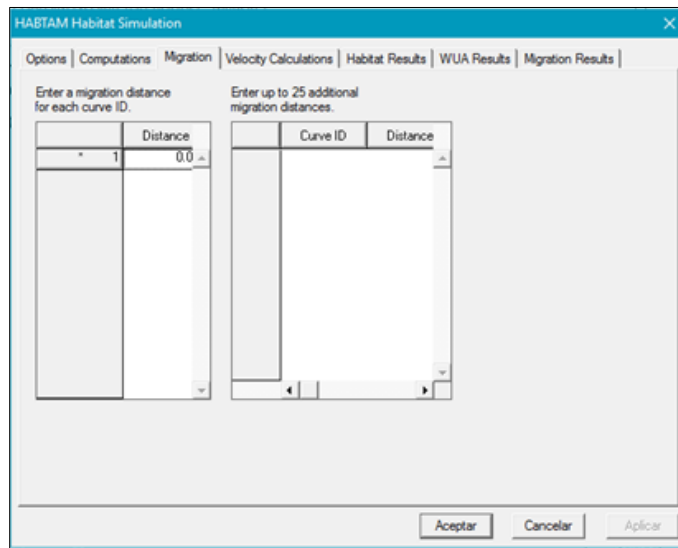 HABTAM Habitat Simulation
Options Computations Migration Velocity Calculations Habitat Results WUA Results Migration Results
Enter a migration distance
for each curve ID.
Distance
* 1 0.0
Enter up to 25 addtional
migration distances.
Curve ID Distance
Aceptar Cancelar Aplicar